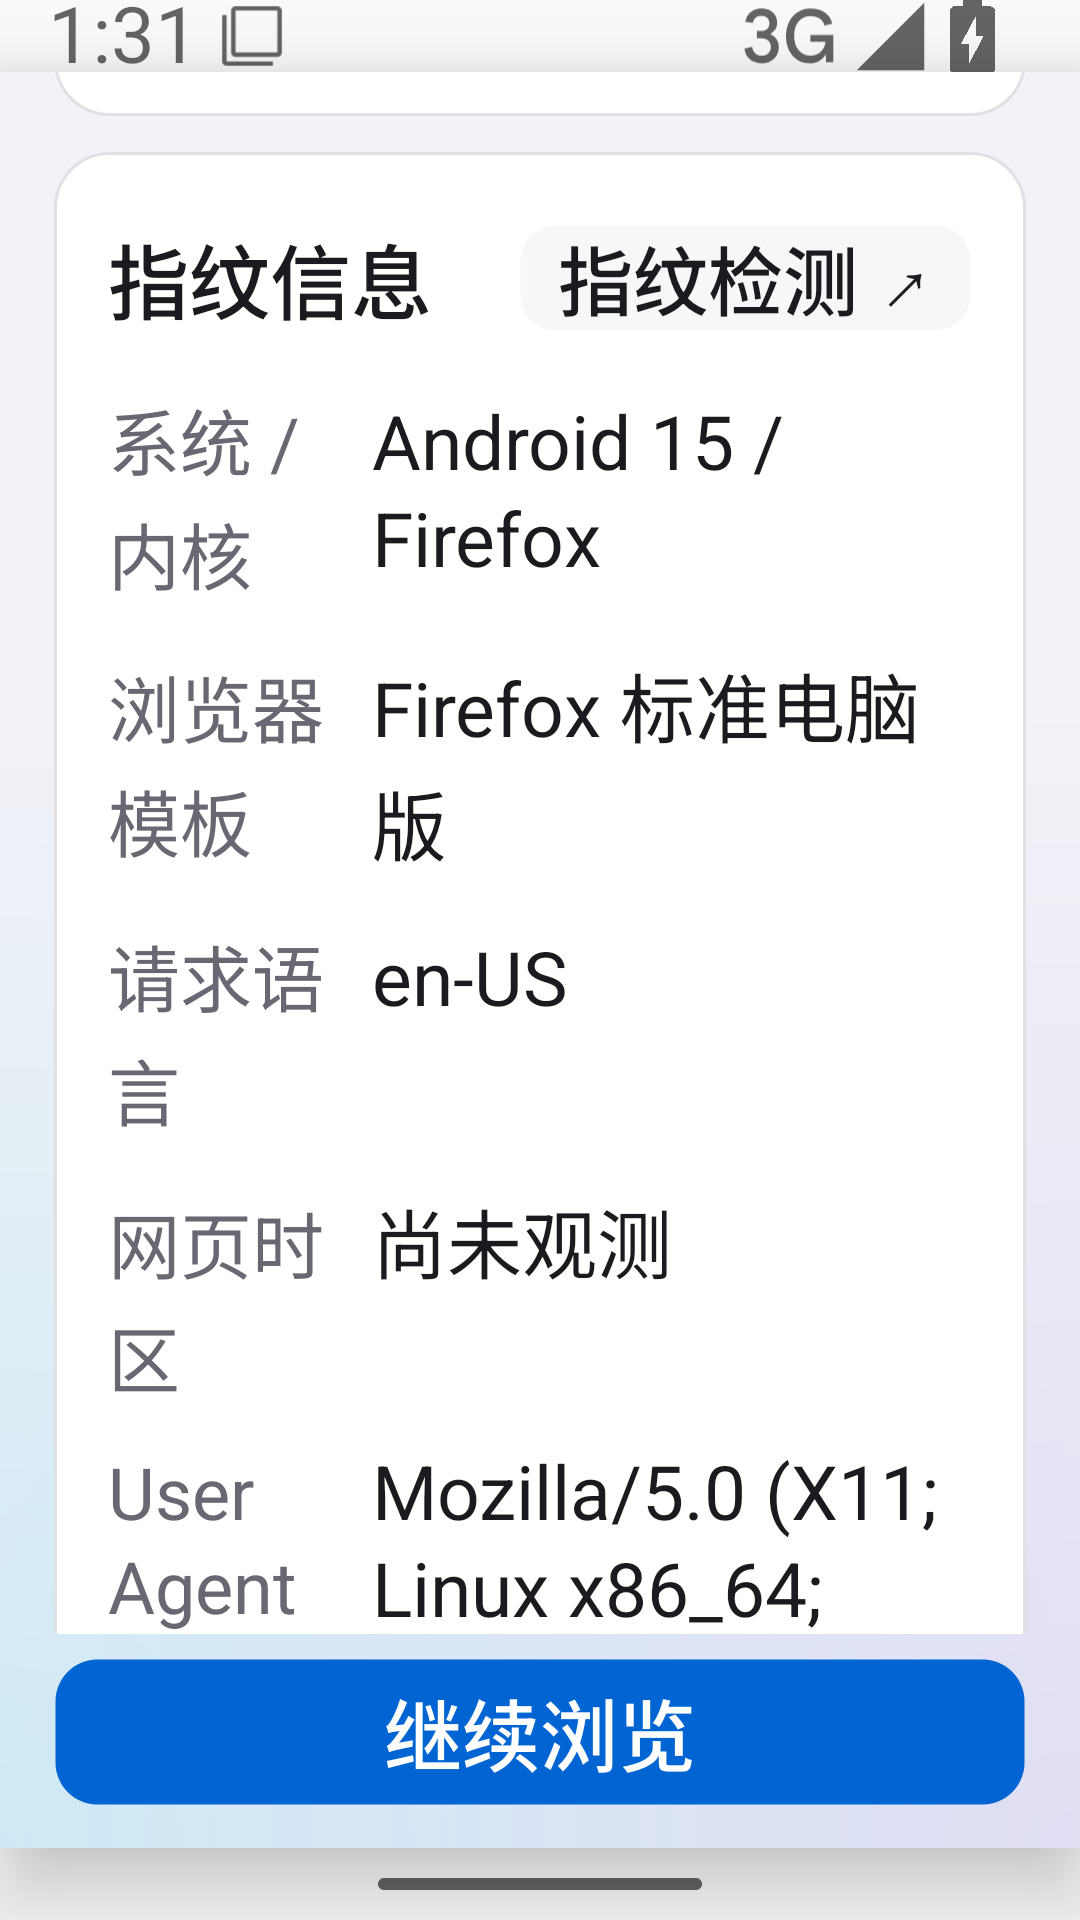 1:31 3G
指纹信息 指纹检测 ↗
系统 / Android 15 /
内核 Firefox
浏览器 Firefox 标准电脑
模板 版
请求语 en-US
言
网页时 尚未观测
区
User Mozilla/5.0 (X11;
Agent Linux x86_64;
继续浏览